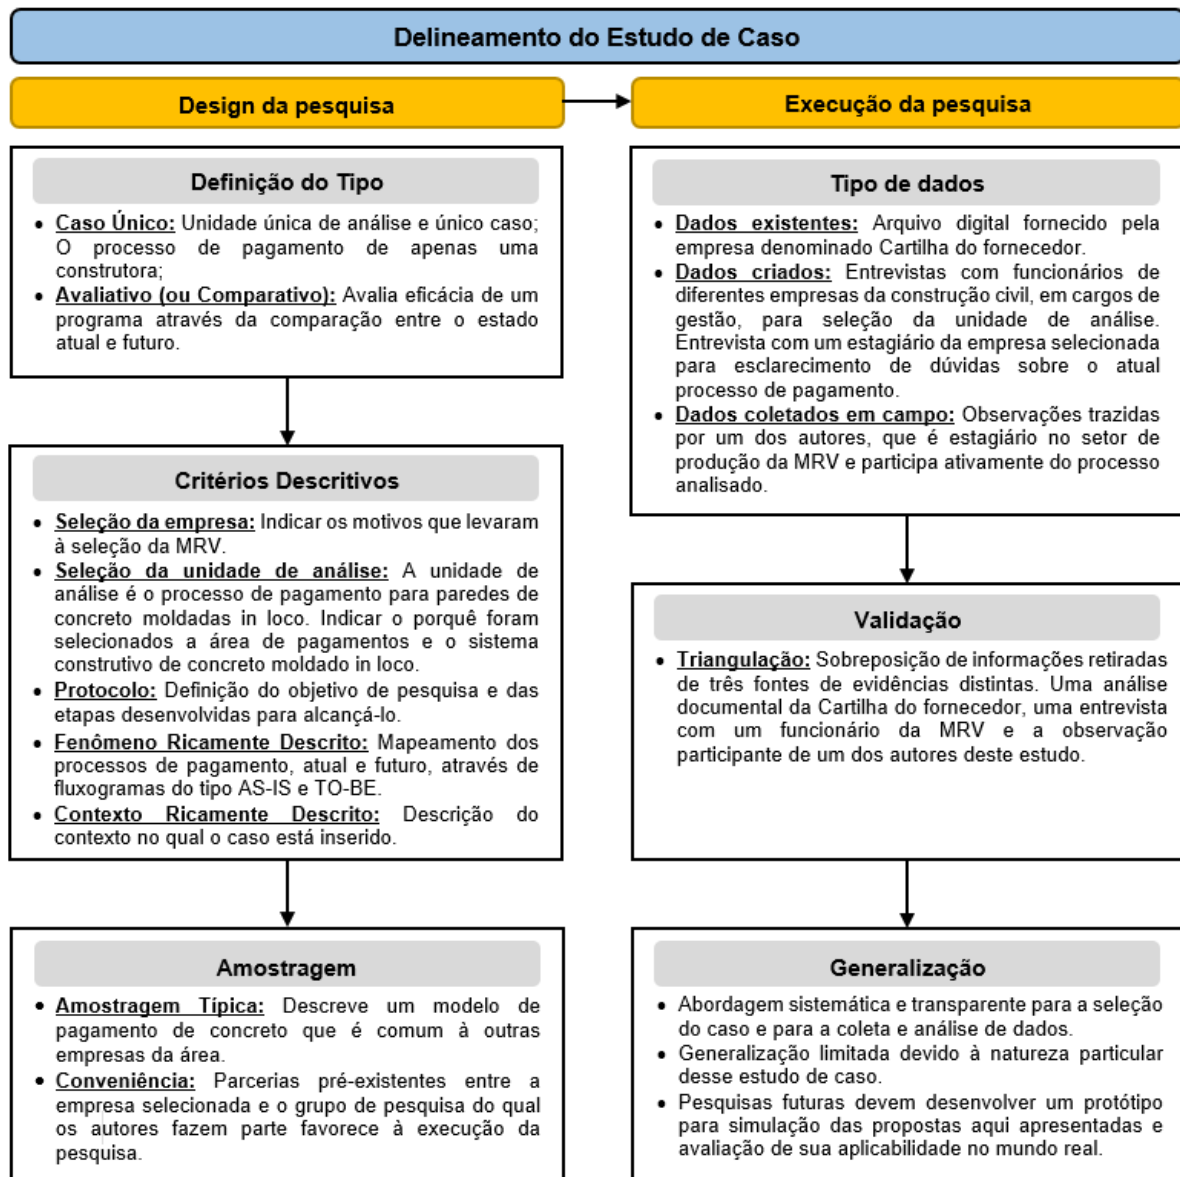 Delineamento do Estudo de Caso
Design da pesquisa
Definição do Tipo
• Caso Único: Unidade única de análise e único caso;
O processo de pagamento de apenas uma
construtora;
• Avaliativo (ou Comparativo): Avalia eficácia de um
programa através da comparação entre o estado
atual e futuro.
Critérios Descritivos
• Seleção da empresa: Indicar os motivos que levaram
à seleção da MRV.
• Seleção da unidade de análise: A unidade de
análise é o processo de pagamento para paredes de
concreto moldadas in loco. Indicar o porquê foram
selecionados a área de pagamentos e o sistema
construtivo de concreto moldado in loco.
• Protocolo: Definição do objetivo de pesquisa e das
etapas desenvolvidas para alcançá-lo.
• Fenômeno Ricamente Descrito: Mapeamento dos
processos de pagamento, atual e futuro, através de
fluxogramas do tipo AS-IS e TO-BE.
• Contexto Ricamente Descrito: Descrição do
contexto no qual o caso está inserido.
Amostragem
• Amostragem Típica: Descreve um modelo de
pagamento de concreto que é comum à outras
empresas da área.
• Conveniência: Parcerias pré-existentes entre a
empresa selecionada e o grupo de pesquisa do qual
os autores fazem parte favorece à execução da
pesquisa.
Execução da pesquisa
Tipo de dados
• Dados existentes: Arquivo digital fornecido pela
empresa denominado Cartilha do fornecedor.
• Dados criados: Entrevistas com funcionários de
diferentes empresas da construção civil, em cargos de
gestão, para seleção da unidade de análise.
Entrevista com um estagiário da empresa selecionada
para esclarecimento de dúvidas sobre o atual
processo de pagamento.
• Dados coletados em campo: Observações trazidas
por um dos autores, que é estagiário no setor de
produção da MRV e participa ativamente do processo
analisado.
Validação
• Triangulação: Sobreposição de informações retiradas
de três fontes de evidências distintas. Uma análise
documental da Cartilha do fornecedor, uma entrevista
com um funcionário da MRV e a observação
participante de um dos autores deste estudo.
Generalização
• Abordagem sistemática e transparente para a seleção
do caso e para a coleta e análise de dados.
• Generalização limitada devido à natureza particular
desse estudo de caso.
• Pesquisas futuras devem desenvolver um protótipo
para simulação das propostas aqui apresentadas e
avaliação de sua aplicabilidade no mundo real.